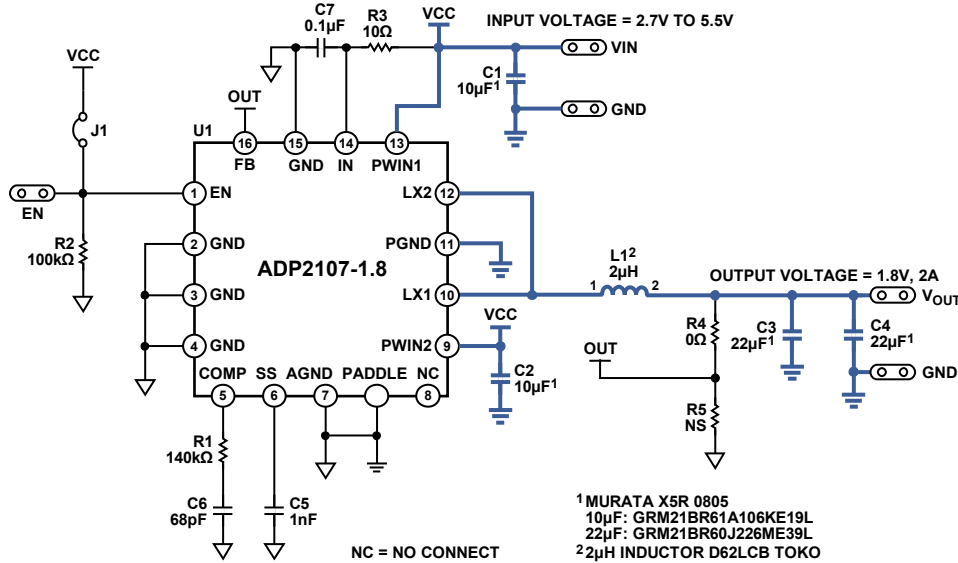 C7
0.1µF
R3
10Ω
VCC
INPUT VOLTAGE = 2.7V TO 5.5V
VIN
C1
10µF¹
GND
VCC
J1
OUT
U1
16
15
14
13
FB
GND
IN
PWIN1
EN
1
EN
R2
100kΩ
2
GND
3
GND
4
GND
ADP2107-1.8
LX2
12
PGND
11
LX1
10
PWIN2
9
L1²
2µH
1
2
OUTPUT VOLTAGE = 1.8V, 2A
VOUT
R4
0Ω
C3
22µF¹
C4
22µF¹
OUT
GND
R5
NS
VCC
C2
10µF¹
COMP
SS
AGND
PADDLE
NC
5
6
7
8
R1
140kΩ
C6
68pF
C5
1nF
NC = NO CONNECT
¹ MURATA X5R 0805
10µF: GRM21BR61A106KE19L
22µF: GRM21BR60J226ME39L
² 2µH INDUCTOR D62LCB TOKO